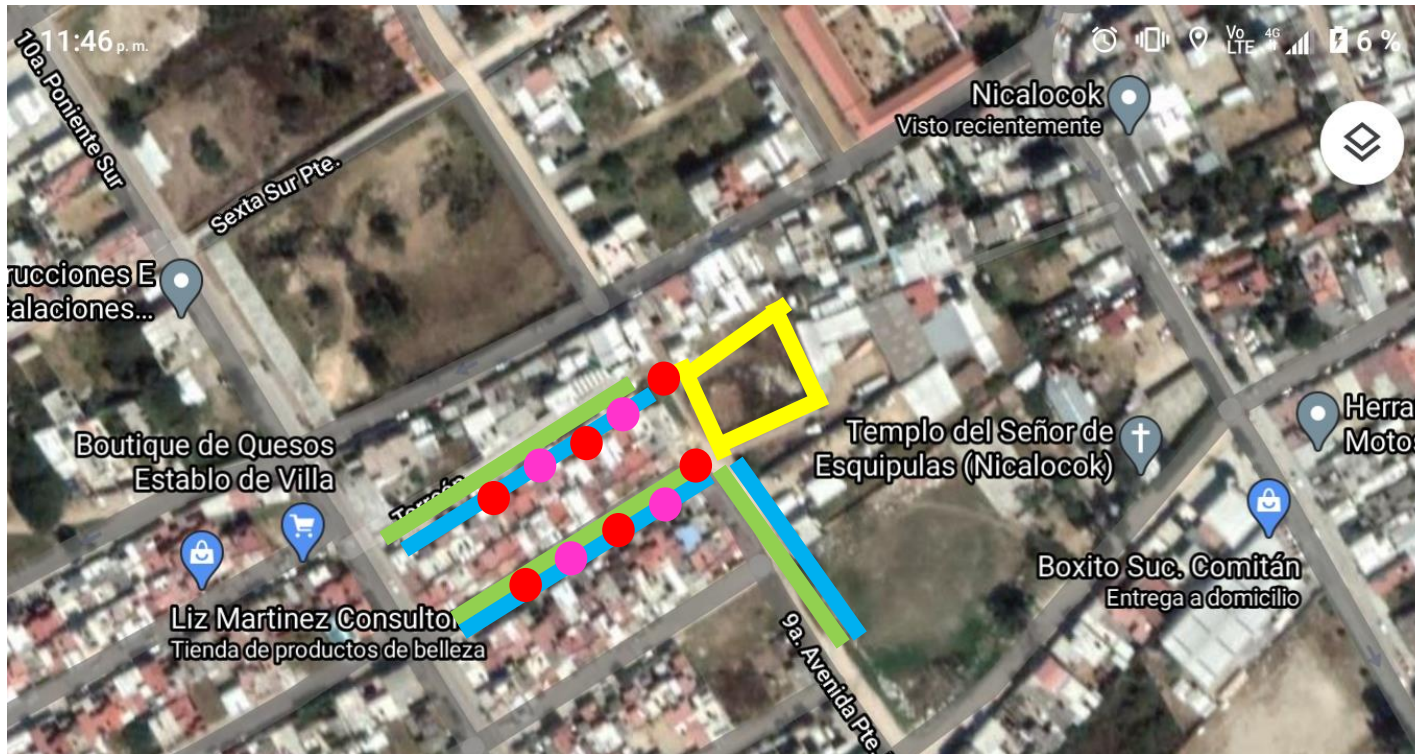 11:46 p. m.
Vo
LTE
4G
6 %
10a. Poniente Sur
Nicalocok
Visto recientemente
Sexta Sur Pte.
rucciones E
talaciones...
Boutique de Quesos
Establo de Villa
Templo del Señor de
Esquipulas (Nicalocok)
Herra
Moto
Boxito Suc. Comitán
Entrega a domicilio
Liz Martinez Consultor
Tienda de productos de belleza
9a. Avenida Pte.